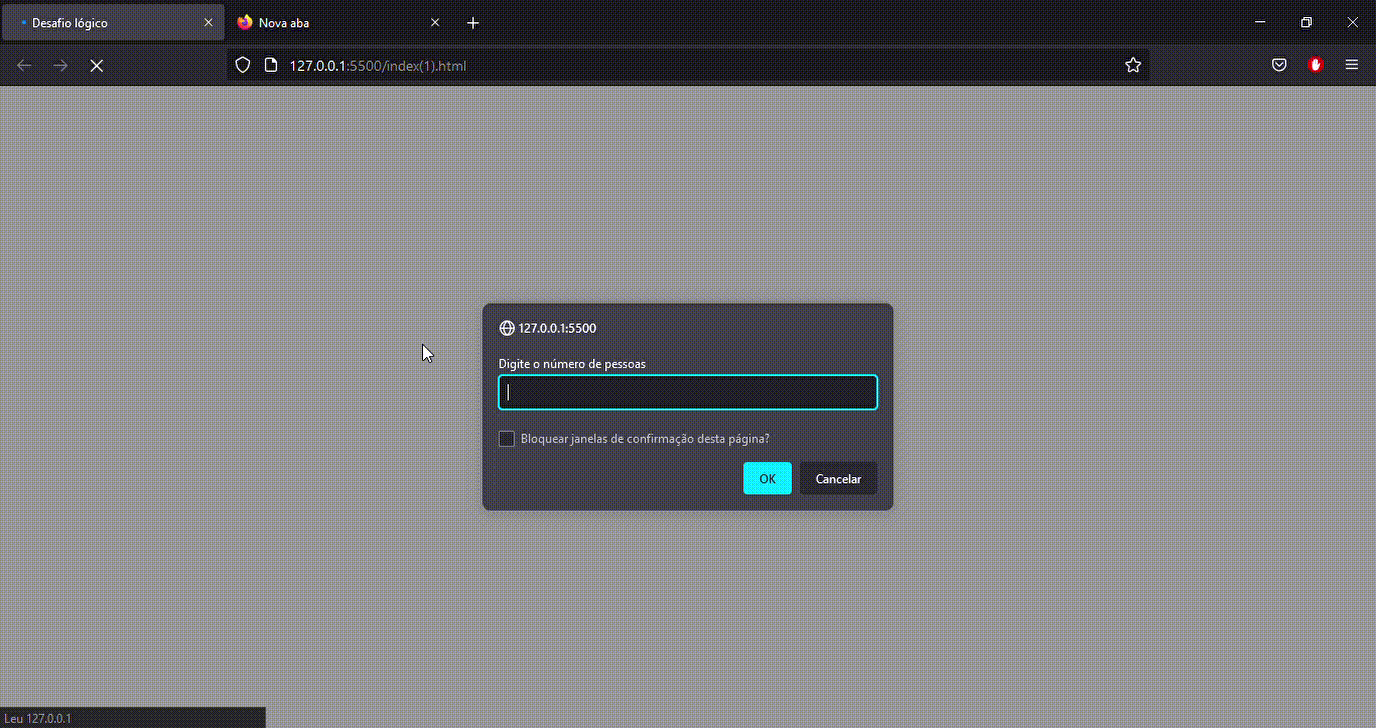 Desafio lógico
Nova aba
127.0.0.1:5500/index(1).html
127.0.0.1:5500
Digite o número de pessoas
Bloquear janelas de confirmação desta página?
OK
Cancelar
Leu 127.0.0.1